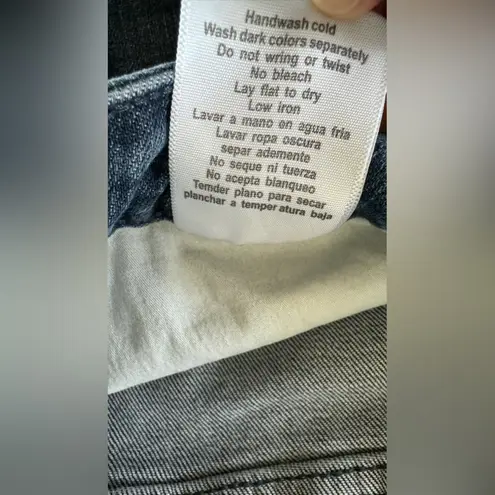 Handwash cold
Wash dark colors separately
Do not wring or twist
No bleach
Lay flat to dry
Low iron
Lavar a mano en agua fria
Lavar ropa oscura
separ ademente
No seque ni tuerza
No acepta blanqueo
Temder plano para secar
planchar a temper atura baja